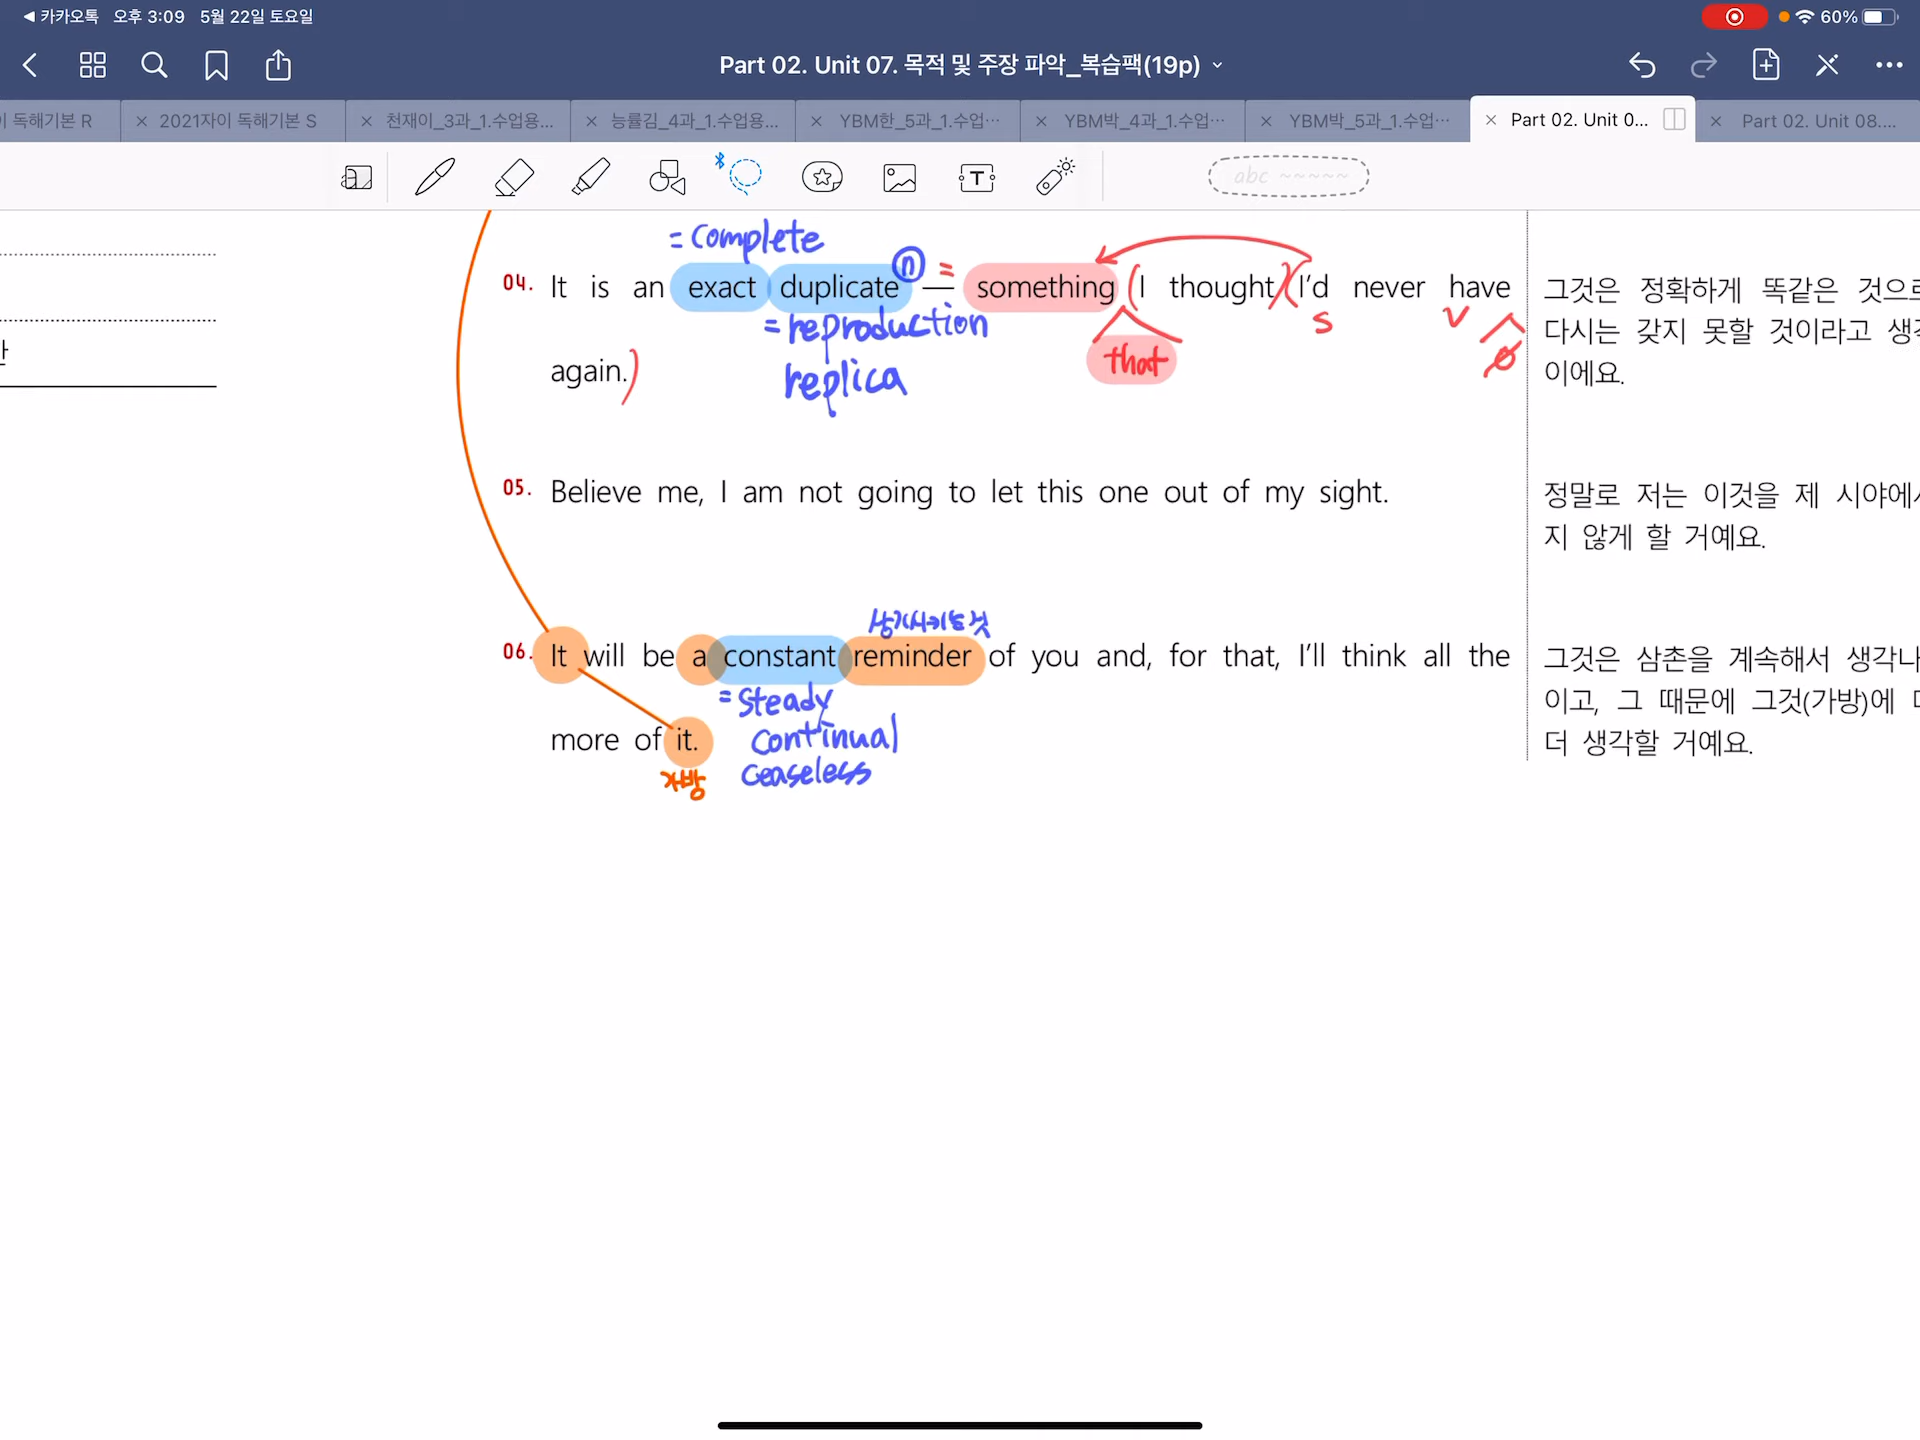 ◀ 카카오톡 오후 3:09 5월 22일 토요일
60%
Part 02. Unit 07. 목적 및 주장 파악_복습팩(19p)
독해기본 R
× 2021자이 독해기본 S
× 천재이_3과_1.수업용...
× 능률김_4과_1.수업용...
× YBM한_5과_1.수업...
× YBM박_4과_1.수업...
× YBM박_5과_1.수업...
× Part 02. Unit 0...
× Part 02. Unit 08....
abc ~~~~~
= complete
04. It is an exact duplicate ⓝ — = something (I thought)(I'd never have
= reproduction
s
v
ø
that
again.)
replica
그것은 정확하게 똑같은 것으로
다시는 갖지 못할 것이라고 생각
이에요.
05. Believe me, I am not going to let this one out of my sight.
정말로 저는 이것을 제 시야에서
지 않게 할 거예요.
상기시키는 것
06. It will be a constant reminder of you and, for that, I'll think all the
= steady
more of it.
continual
가방
ceaseless
그것은 삼촌을 계속해서 생각나
이고, 그 때문에 그것(가방)에 더
더 생각할 거예요.